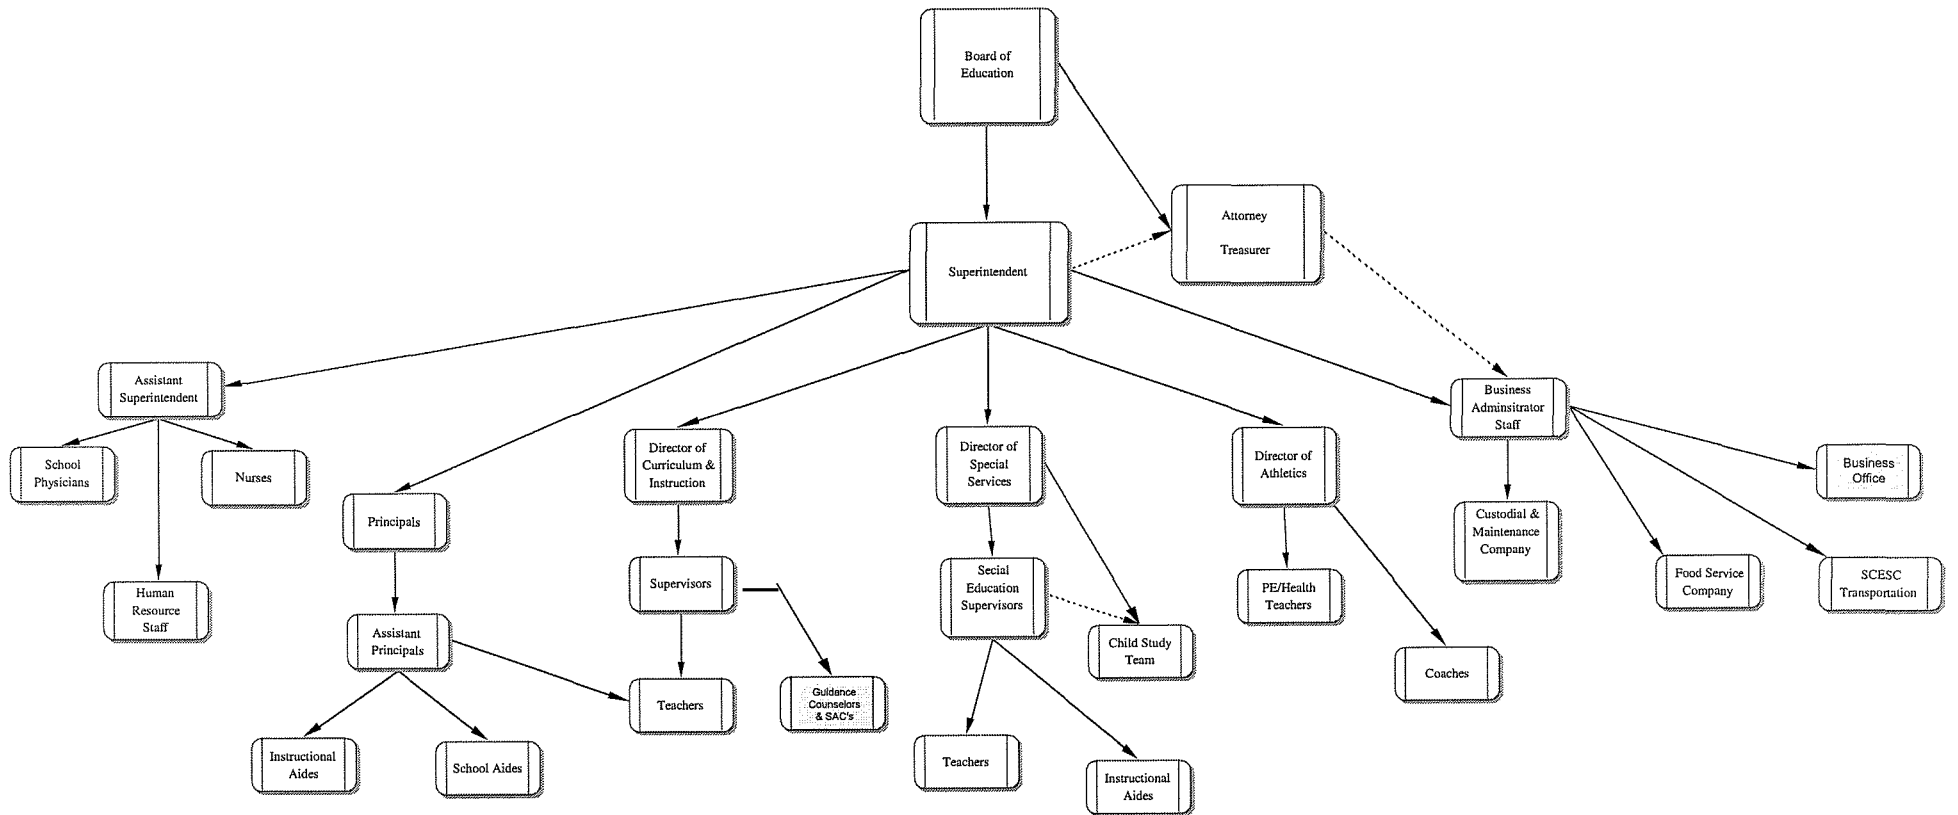 Board of
Education
Attorney
Treasurer
Superintendent
Assistant
Superintendent
Business
Adminsitrator
Staff
School
Physicians
Nurses
Human
Resource
Staff
Principals
Director of
Curriculum &
Instruction
Director of
Special
Services
Director of
Athletics
Business
Office
Custodial &
Maintenance
Company
Food Service
Company
SCESC
Transportation
Supervisors
Secial
Education
Supervisors
PE/Health
Teachers
Assistant
Principals
Child Study
Team
Coaches
Teachers
Guidance
Counselors
& SAC's
Instructional
Aides
School Aides
Teachers
Instructional
Aides